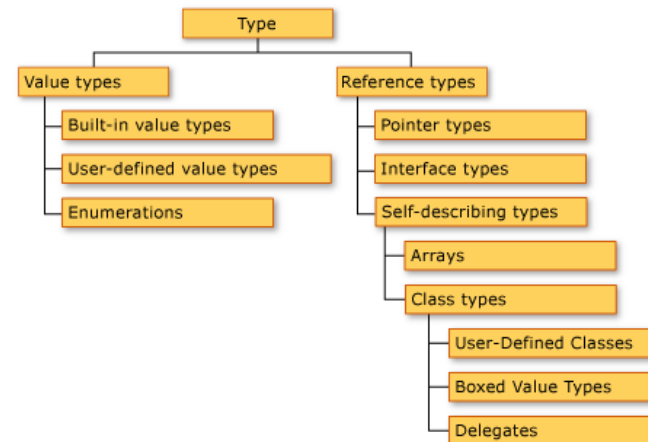 Type
Value types
Built-in value types
User-defined value types
Enumerations
Reference types
Pointer types
Interface types
Self-describing types
Arrays
Class types
User-Defined Classes
Boxed Value Types
Delegates